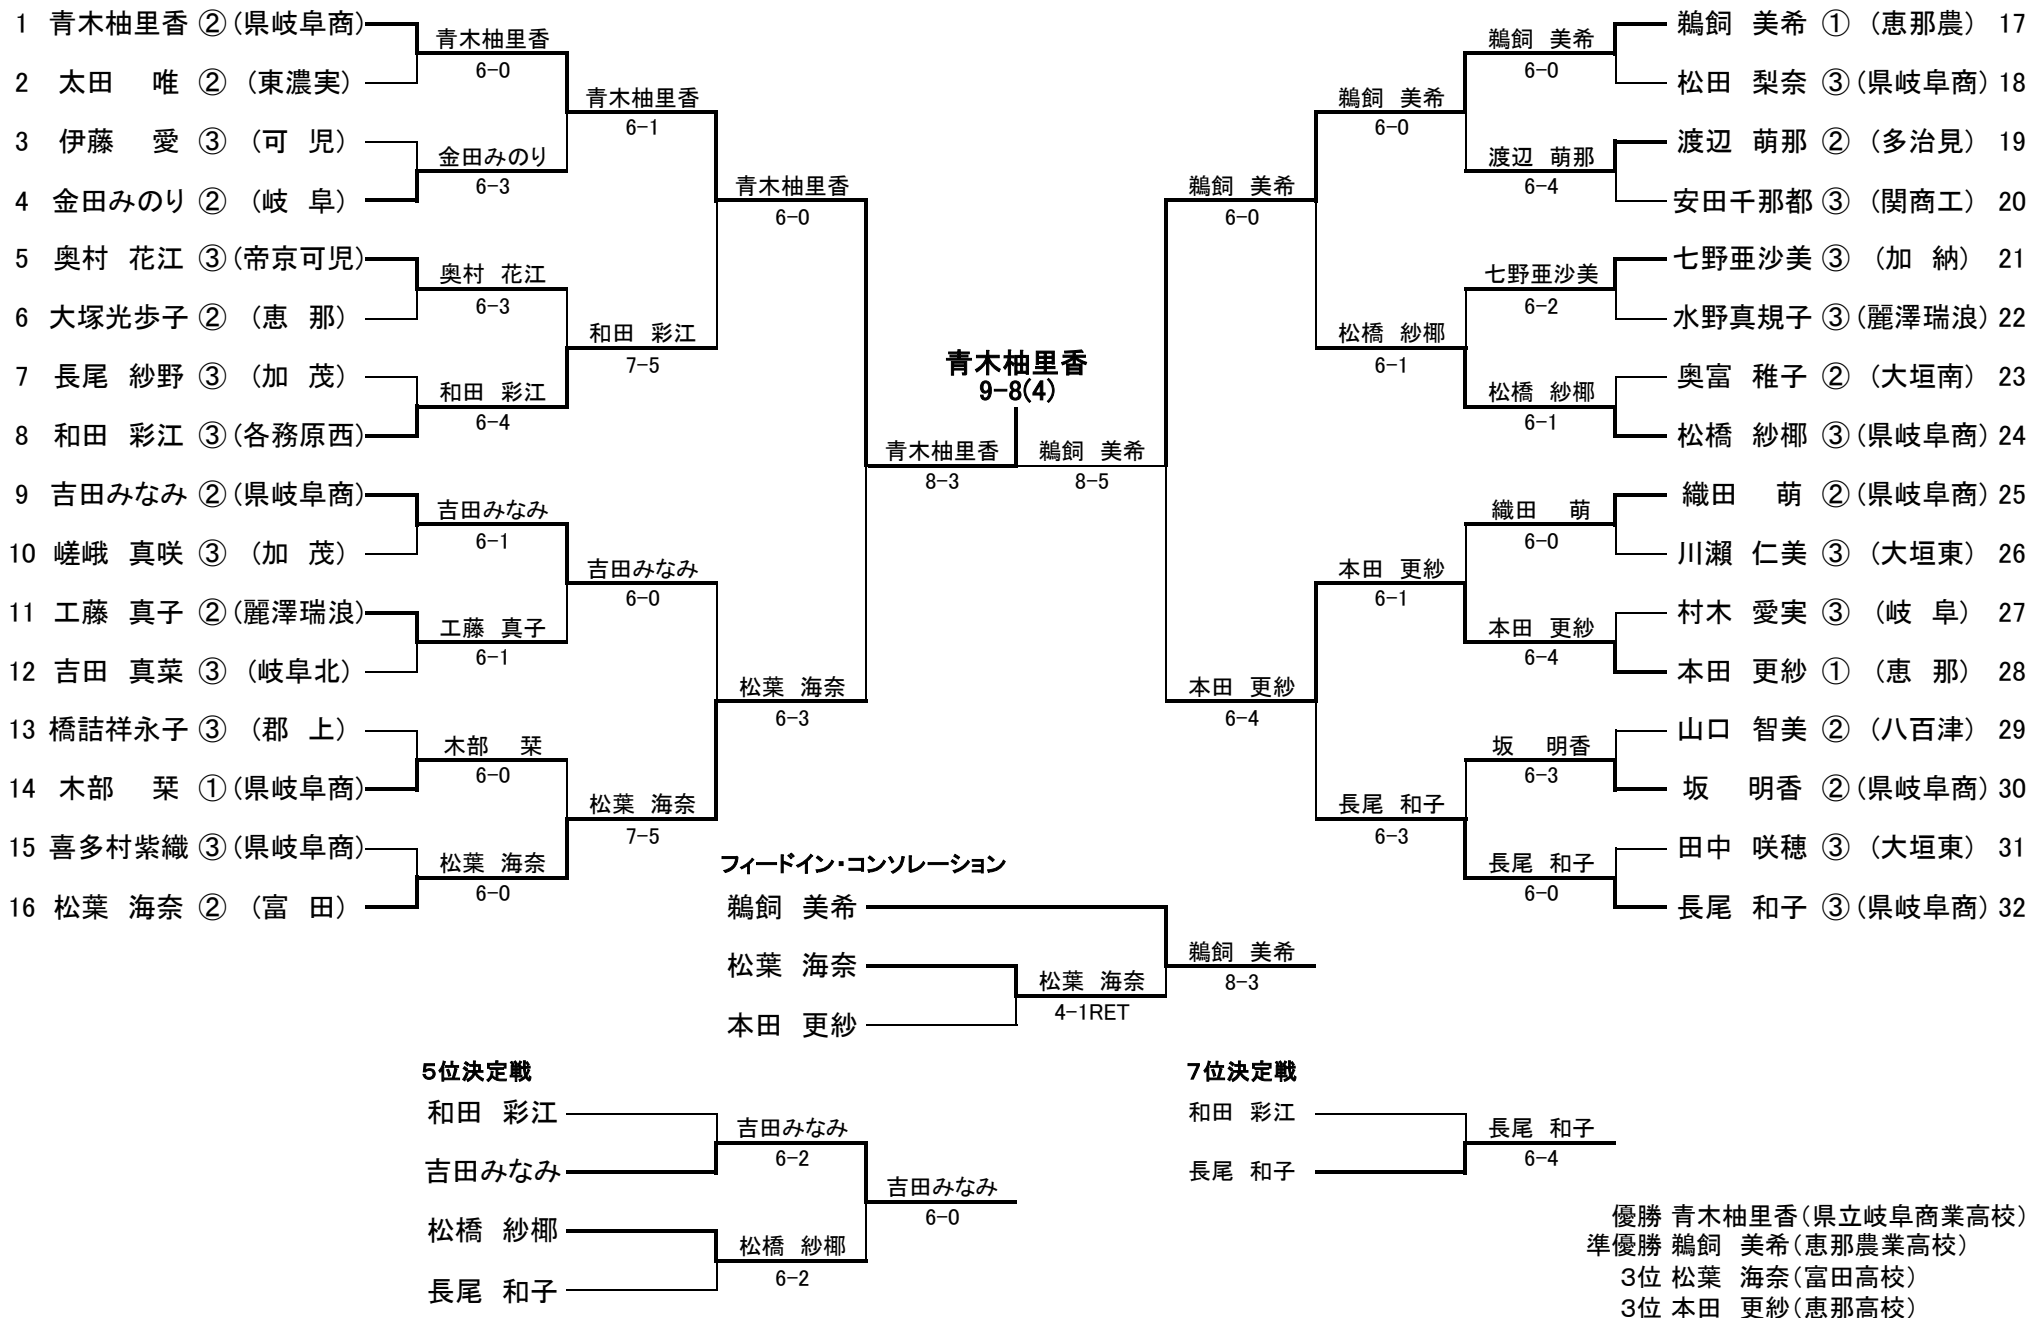 1 青木柚里香 ② (県岐阜商)
2 太田 唯 ② (東濃実)
3 伊藤 愛 ③ (可 児)
4 金田みのり ② (岐 阜)
5 奥村 花江 ③ (帝京可児)
6 大塚光歩子 ② (恵 那)
7 長尾 紗野 ③ (加 茂)
8 和田 彩江 ③ (各務原西)
9 吉田みなみ ② (県岐阜商)
10 嵯峨 真咲 ③ (加 茂)
11 工藤 真子 ② (麗澤瑞浪)
12 吉田 真菜 ③ (岐阜北)
13 橋詰祥永子 ③ (郡 上)
14 木部 栞 ① (県岐阜商)
15 喜多村紫織 ③ (県岐阜商)
16 松葉 海奈 ② (富 田)
青木柚里香
6-0
金田みのり
6-3
奥村 花江
6-3
和田 彩江
6-4
吉田みなみ
6-1
工藤 真子
6-1
木部 栞
6-0
松葉 海奈
6-0
青木柚里香
6-1
和田 彩江
7-5
吉田みなみ
6-0
松葉 海奈
7-5
青木柚里香
6-0
松葉 海奈
6-3
青木柚里香
8-3
青木柚里香
9-8(4)
鵜飼 美希
8-5
鵜飼 美希
6-0
本田 更紗
6-4
鵜飼 美希
6-0
松橋 紗椰
6-1
本田 更紗
6-1
長尾 和子
6-3
鵜飼 美希
6-0
渡辺 萌那
6-4
七野亜沙美
6-2
松橋 紗椰
6-1
織田 萌
6-0
本田 更紗
6-4
坂 明香
6-3
長尾 和子
6-0
鵜飼 美希 ① (恵那農) 17
松田 梨奈 ③ (県岐阜商) 18
渡辺 萌那 ② (多治見) 19
安田千那都 ③ (関商工) 20
七野亜沙美 ③ (加 納) 21
水野真規子 ③ (麗澤瑞浪) 22
奥富 稚子 ② (大垣南) 23
松橋 紗椰 ③ (県岐阜商) 24
織田 萌 ② (県岐阜商) 25
川瀬 仁美 ③ (大垣東) 26
村木 愛実 ③ (岐 阜) 27
本田 更紗 ① (恵 那) 28
山口 智美 ② (八百津) 29
坂 明香 ② (県岐阜商) 30
田中 咲穂 ③ (大垣東) 31
長尾 和子 ③ (県岐阜商) 32
フィードイン・コンソレーション
鵜飼 美希
松葉 海奈
本田 更紗
松葉 海奈
4-1RET
鵜飼 美希
8-3
5位決定戦
和田 彩江
吉田みなみ
松橋 紗椰
長尾 和子
吉田みなみ
6-2
松橋 紗椰
6-2
吉田みなみ
6-0
7位決定戦
和田 彩江
長尾 和子
長尾 和子
6-4
優勝 青木柚里香(県立岐阜商業高校)
準優勝 鵜飼 美希(恵那農業高校)
3位 松葉 海奈(富田高校)
3位 本田 更紗(恵那高校)